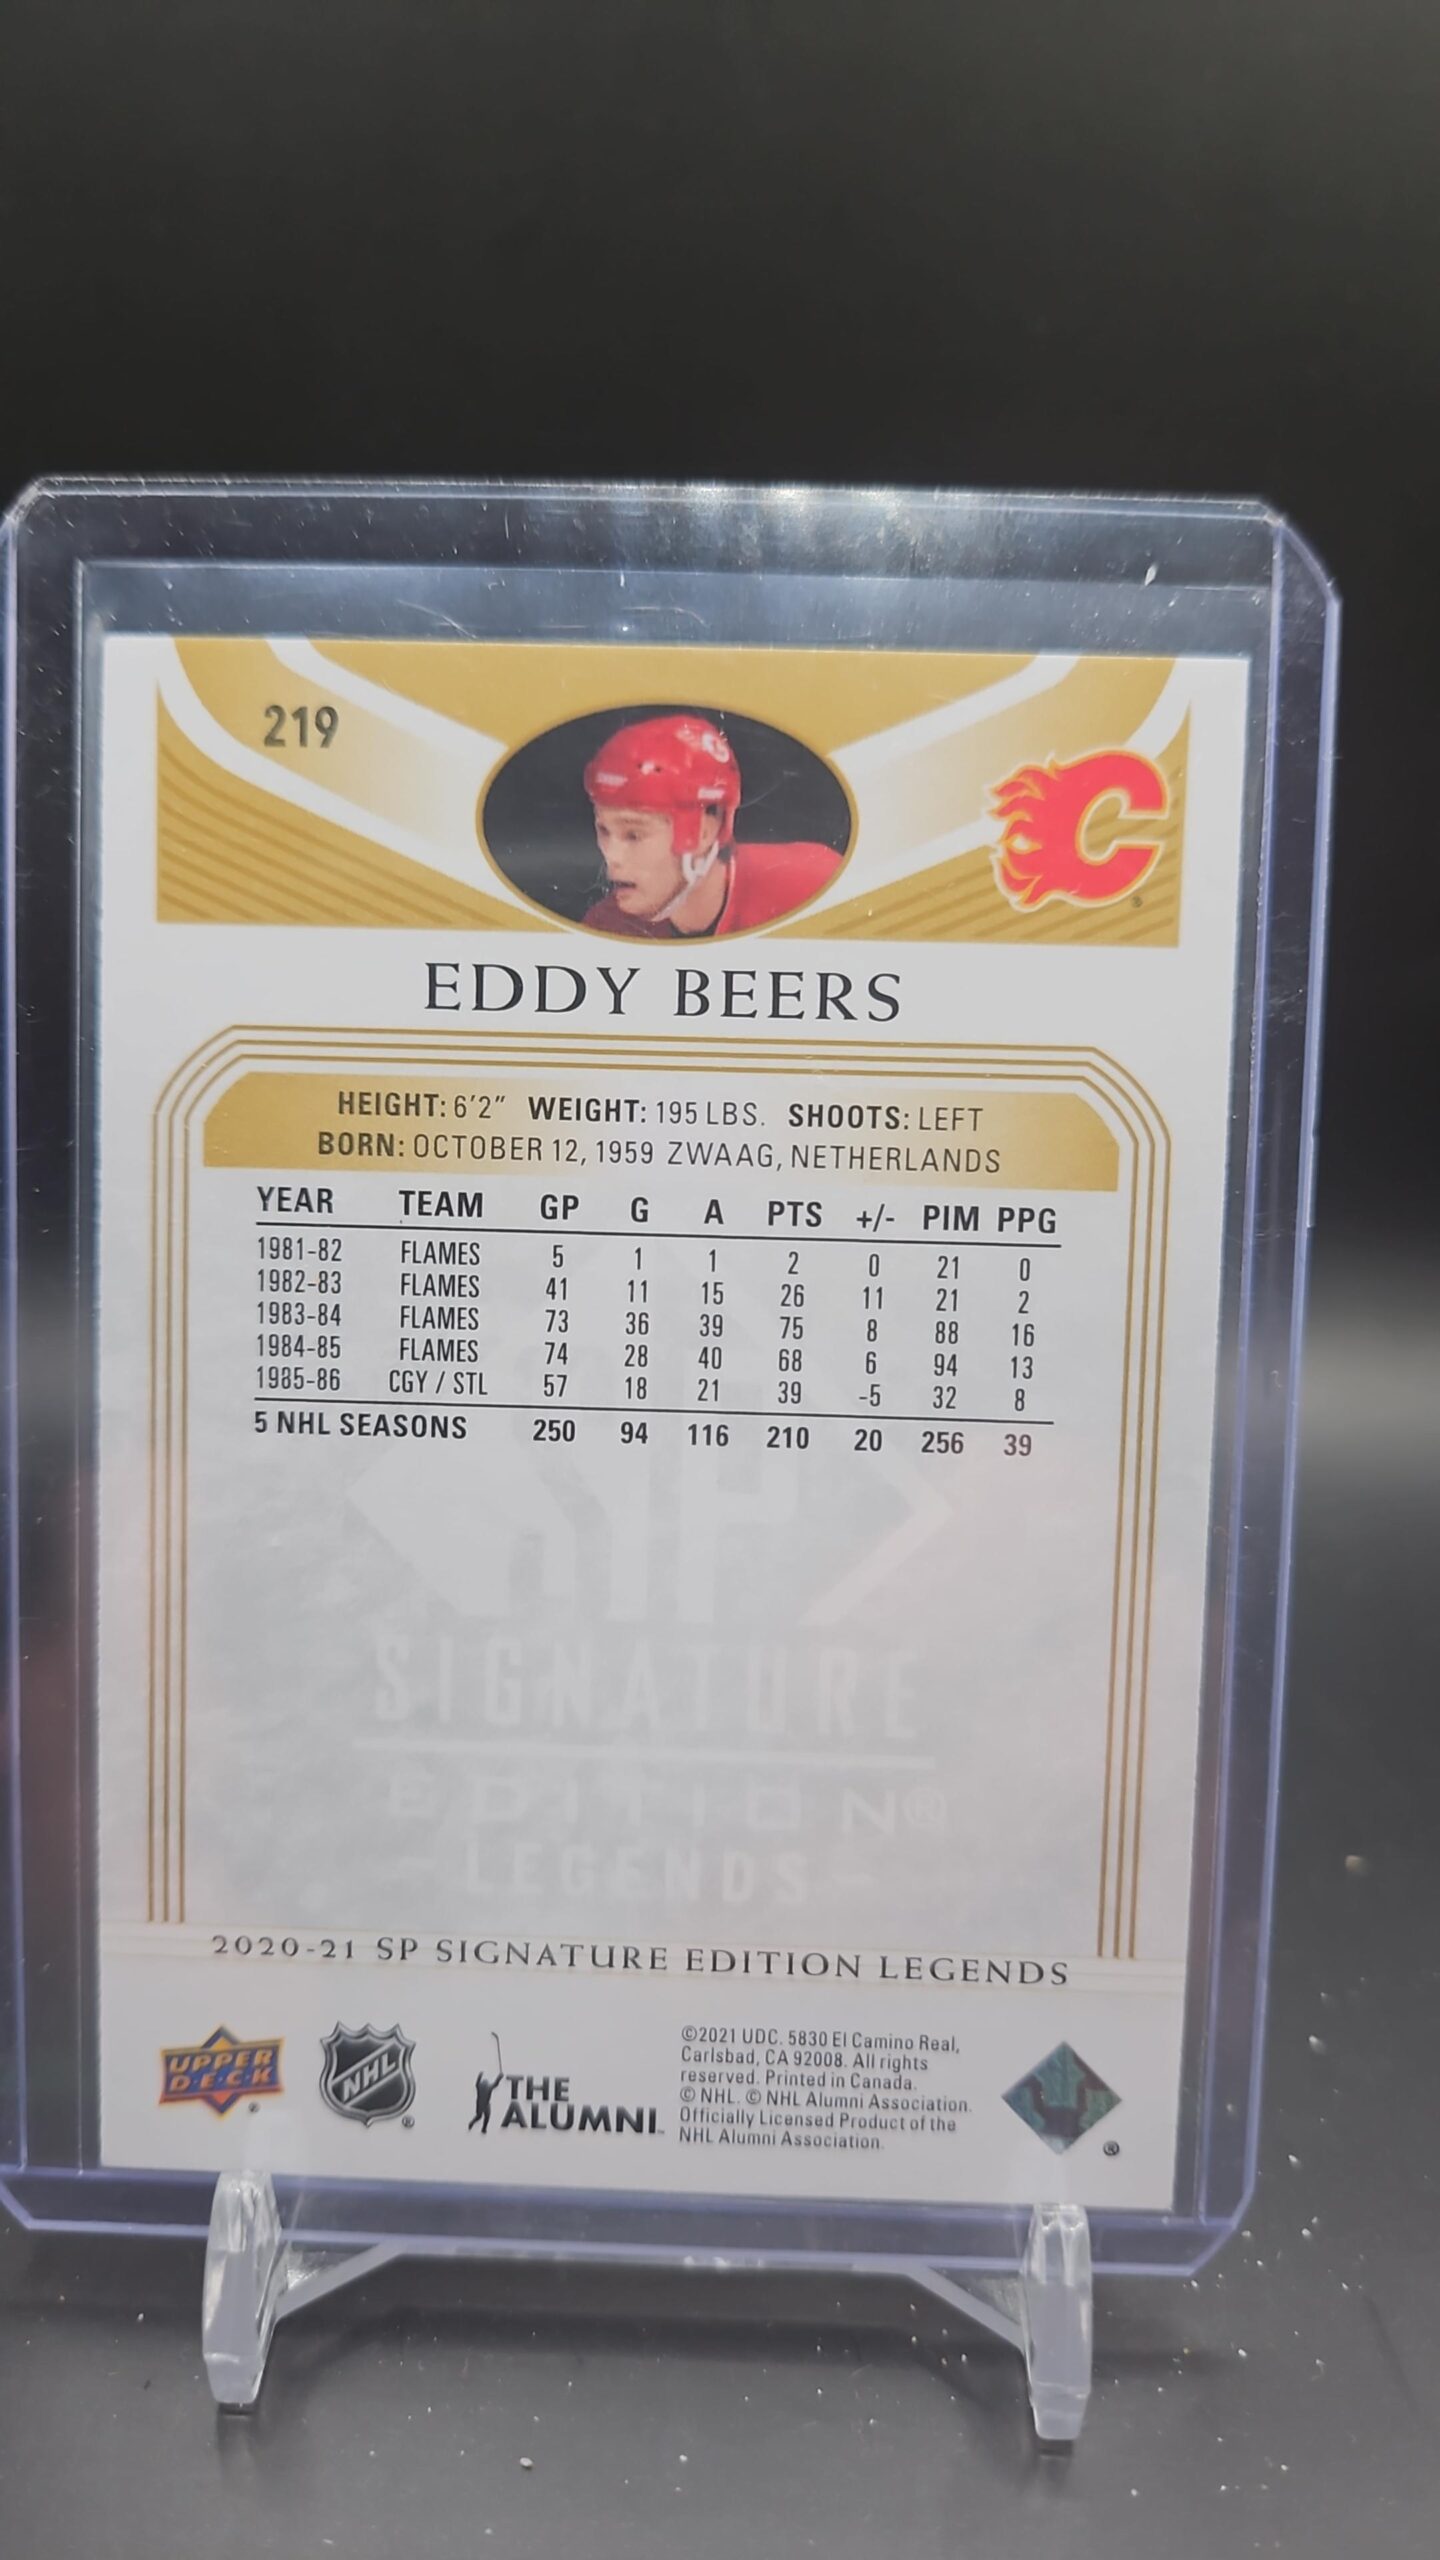 219
EDDY BEERS
HEIGHT: 6'2" WEIGHT: 195 LBS. SHOOTS: LEFT
BORN: OCTOBER 12, 1959 ZWAAG, NETHERLANDS
YEAR TEAM GP G A PTS +/- PIM PPG
1981-82 FLAMES 5 1 1 2 0 21 0
1982-83 FLAMES 41 11 15 26 11 21 2
1983-84 FLAMES 73 36 39 75 8 88 16
1984-85 FLAMES 74 28 40 68 6 94 13
1985-86 CGY / STL 57 18 21 39 -5 32 8
5 NHL SEASONS 250 94 116 210 20 256 39
SP
SIGNATURE
EDITION®
- LEGENDS -
2020-21 SP SIGNATURE EDITION LEGENDS
UPPER
D·E·C·K
NHL
THE
ALUMNI
©2021 UDC. 5830 El Camino Real,
Carlsbad, CA 92008. All rights
reserved. Printed in Canada.
© NHL. © NHL Alumni Association.
Officially Licensed Product of the
NHL Alumni Association.